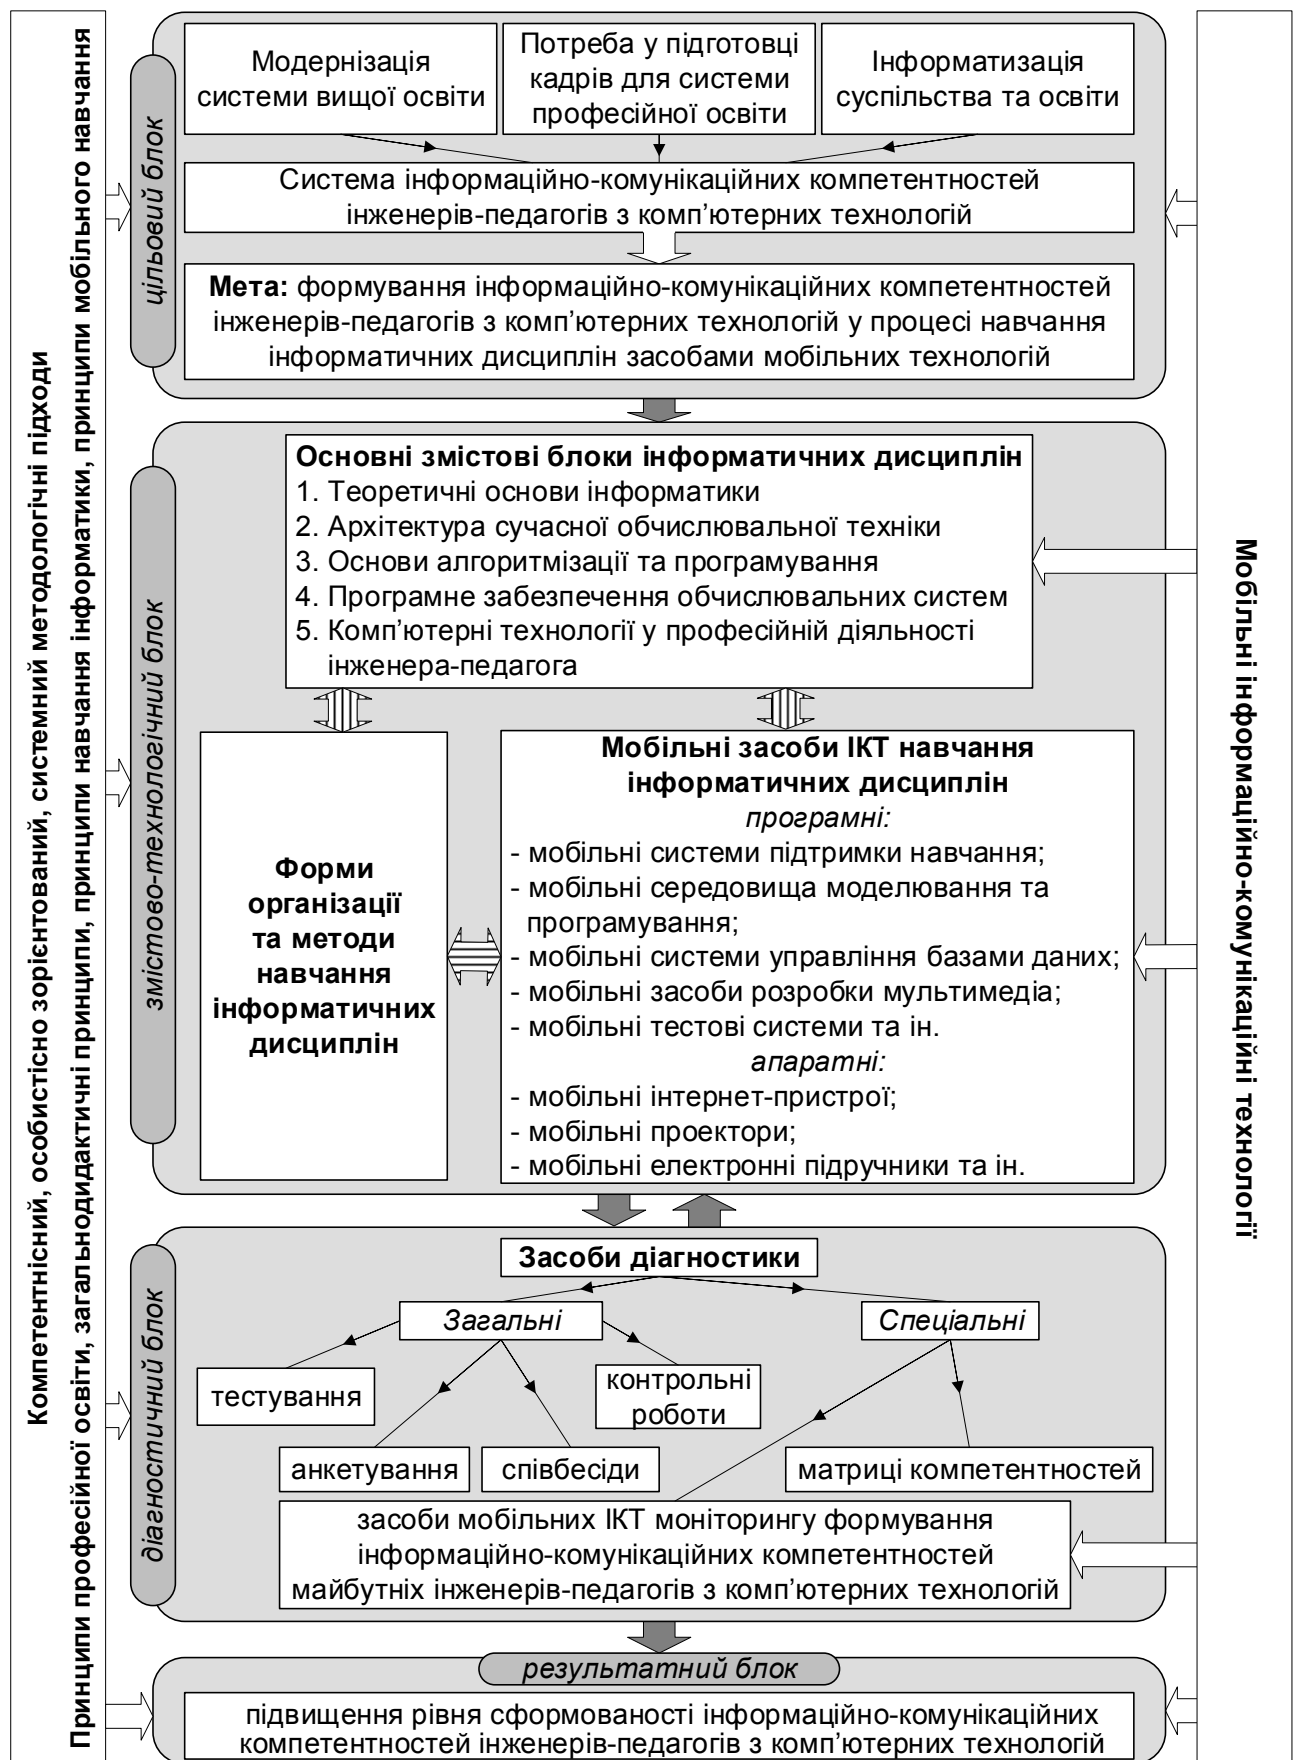 Компетентнісний, особистісно зорієнтований, системний методологічні підходи
Принципи професійної освіти, загальнодидактичні принципи, принципи навчання інформатики, принципи мобільного навчання
цільовий блок
Модернізація
системи вищої освіти
Потреба у підготовці
кадрів для системи
професійної освіти
Інформатизація
суспільства та освіти
Система інформаційно-комунікаційних компетентностей
інженерів-педагогів з комп’ютерних технологій
Мета: формування інформаційно-комунікаційних компетентностей
інженерів-педагогів з комп’ютерних технологій у процесі навчання
інформатичних дисциплін засобами мобільних технологій
змістово-технологічний блок
Основні змістові блоки інформатичних дисциплін
1. Теоретичні основи інформатики
2. Архітектура сучасної обчислювальної техніки
3. Основи алгоритмізації та програмування
4. Програмне забезпечення обчислювальних систем
5. Комп’ютерні технології у професійній діяльності
інженера-педагога
Форми
організації
та методи
навчання
інформатичних
дисциплін
Мобільні засоби ІКТ навчання
інформатичних дисциплін
програмні:
- мобільні системи підтримки навчання;
- мобільні середовища моделювання та
програмування;
- мобільні системи управління базами даних;
- мобільні засоби розробки мультимедіа;
- мобільні тестові системи та ін.
апаратні:
- мобільні інтернет-пристрої;
- мобільні проектори;
- мобільні електронні підручники та ін.
діагностичний блок
Засоби діагностики
Загальні
Спеціальні
тестування
контрольні
роботи
анкетування
співбесіди
матриці компетентностей
засоби мобільних ІКТ моніторингу формування
інформаційно-комунікаційних компетентностей
майбутніх інженерів-педагогів з комп’ютерних технологій
результатний блок
підвищення рівня сформованості інформаційно-комунікаційних
компетентностей інженерів-педагогів з комп’ютерних технологій
Мобільні інформаційно-комунікаційні технології